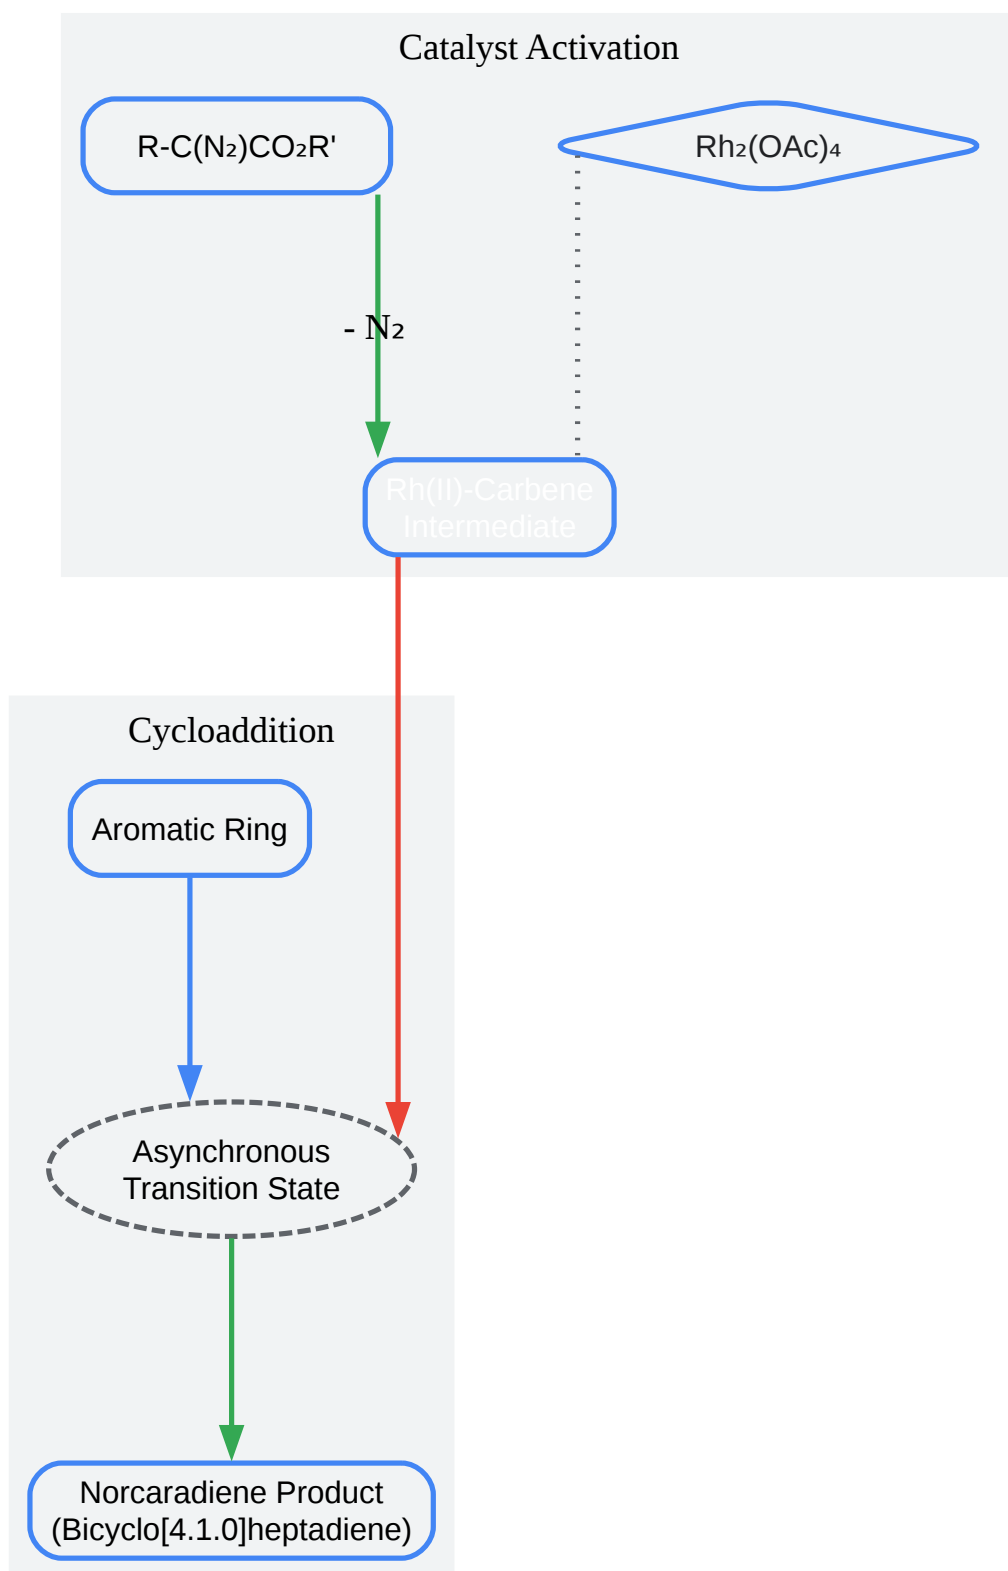 Catalyst Activation
R-C(N₂)CO₂R'
Rh₂(OAc)₄
- N₂
Rh(II)-Carbene
Intermediate
Cycloaddition
Aromatic Ring
Asynchronous
Transition State
Norcaradiene Product
(Bicyclo[4.1.0]heptadiene)